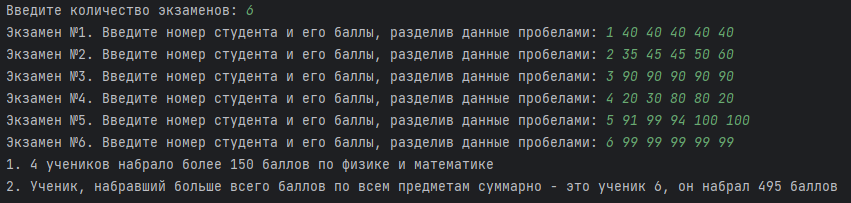 Введите количество экзаменов: 6
Экзамен №1. Введите номер студента и его баллы, разделив данные пробелами: 1 40 40 40 40 40
Экзамен №2. Введите номер студента и его баллы, разделив данные пробелами: 2 35 45 45 50 60
Экзамен №3. Введите номер студента и его баллы, разделив данные пробелами: 3 90 90 90 90 90
Экзамен №4. Введите номер студента и его баллы, разделив данные пробелами: 4 20 30 80 80 20
Экзамен №5. Введите номер студента и его баллы, разделив данные пробелами: 5 91 99 94 100 100
Экзамен №6. Введите номер студента и его баллы, разделив данные пробелами: 6 99 99 99 99 99
1. 4 учеников набрало более 150 баллов по физике и математике
2. Ученик, набравший больше всего баллов по всем предметам суммарно - это ученик 6, он набрал 495 баллов